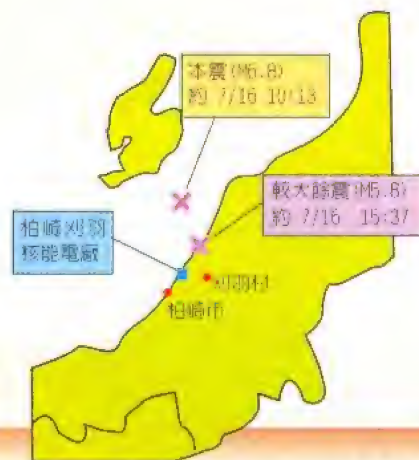 本震(M6.8)
約 7/16 10:13
較大餘震(M5.8)
約 7/16 15:37
柏崎刈羽
核能電廠
刈羽村
柏崎市